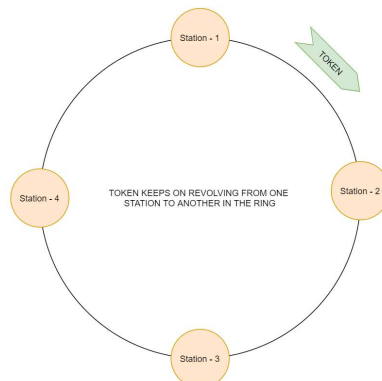 Station - 1
TOKEN
Station - 4
TOKEN KEEPS ON REVOLVING FROM ONE
STATION TO ANOTHER IN THE RING
Station - 2
Station - 3